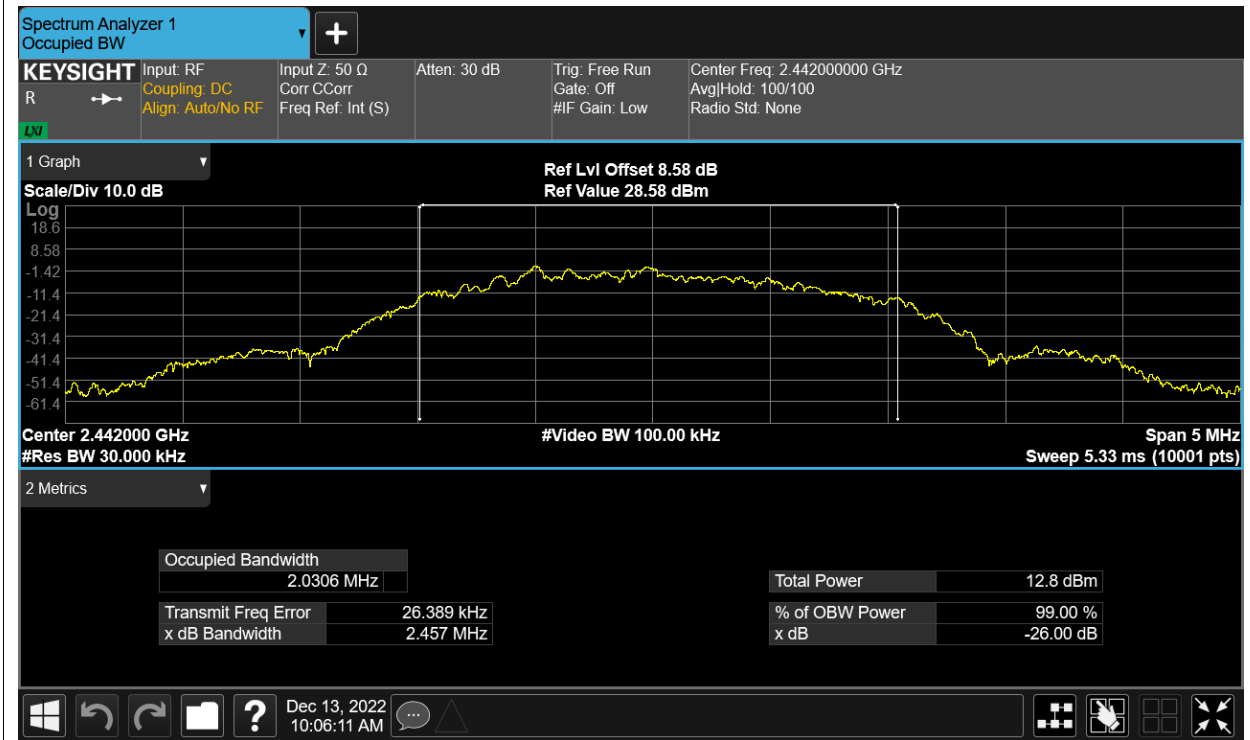 Spectrum Analyzer 1
Occupied BW
KEYSIGHT
R
LXI
Input: RF
Coupling: DC
Align: Auto/No RF
Input Z: 50 Ω
Corr CCorr
Freq Ref: Int (S)
Atten: 30 dB
Trig: Free Run
Gate: Off
#IF Gain: Low
Center Freq: 2.442000000 GHz
Avg|Hold: 100/100
Radio Std: None
1 Graph
Scale/Div 10.0 dB
Ref Lvl Offset 8.58 dB
Ref Value 28.58 dBm
Log
18.6
8.58
-1.42
-11.4
-21.4
-31.4
-41.4
-51.4
-61.4
Center 2.442000 GHz
#Video BW 100.00 kHz
Span 5 MHz
#Res BW 30.000 kHz
Sweep 5.33 ms (10001 pts)
2 Metrics
Occupied Bandwidth
2.0306 MHz
Total Power 12.8 dBm
Transmit Freq Error 26.389 kHz
% of OBW Power 99.00 %
x dB Bandwidth 2.457 MHz
x dB -26.00 dB
?
Dec 13, 2022
10:06:11 AM